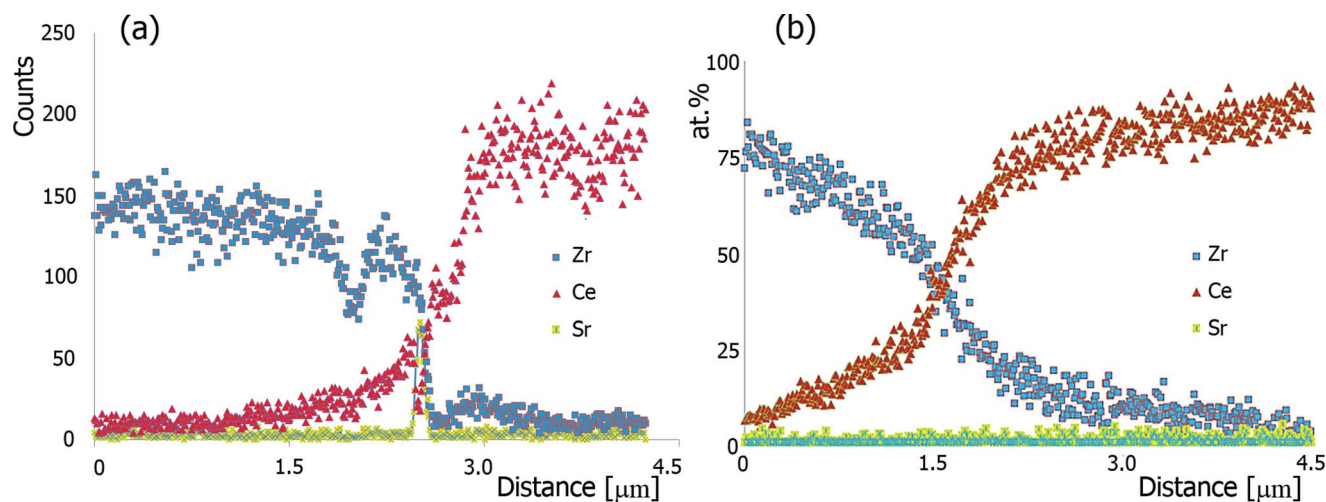 (a)
Counts
250
200
150
100
50
0
Zr
Ce
Sr
0 1.5 3.0 4.5
Distance [μm]
(b)
at.%
100
75
50
25
0
Zr
Ce
Sr
0 1.5 3.0 4.5
Distance [μm]